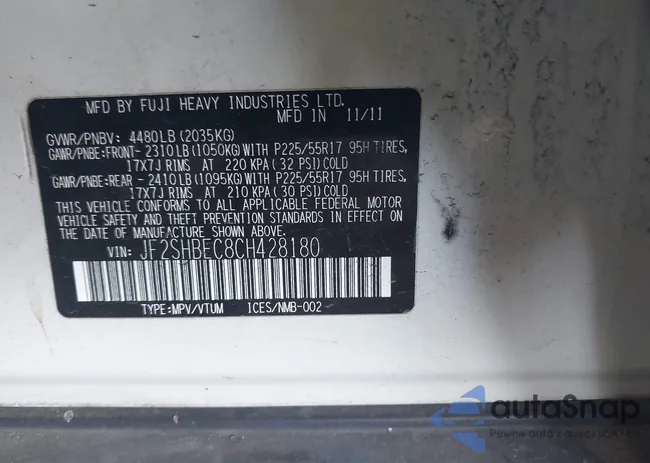 MFD BY FUJI HEAVY INDUSTRIES LTD.
MFD IN 11/11
GVWR/PNBV: 4480LB(2035KG)
GAWR/PNBE:FRONT- 2310LB(1050KG)WITH P225/55R17 95H TIRES,
17X7J RIMS AT 220 KPA(32 PSI)COLD
GAWR/PNBE:REAR - 2410LB(1095KG)WITH P225/55R17 95H TIRES,
17X7J RIMS AT 210 KPA(30 PSI)COLD
THIS VEHICLE CONFORMS TO ALL APPLICABLE FEDERAL MOTOR
VEHICLE SAFETY AND THEFT PREVENTION STANDARDS IN EFFECT ON
THE DATE OF MANUFACTURE SHOWN ABOVE.
VIN: JF2SHBEC8CH428180
TYPE:MPV/VTUM ICES/NMB-002
autaSnap
Pewne auta z